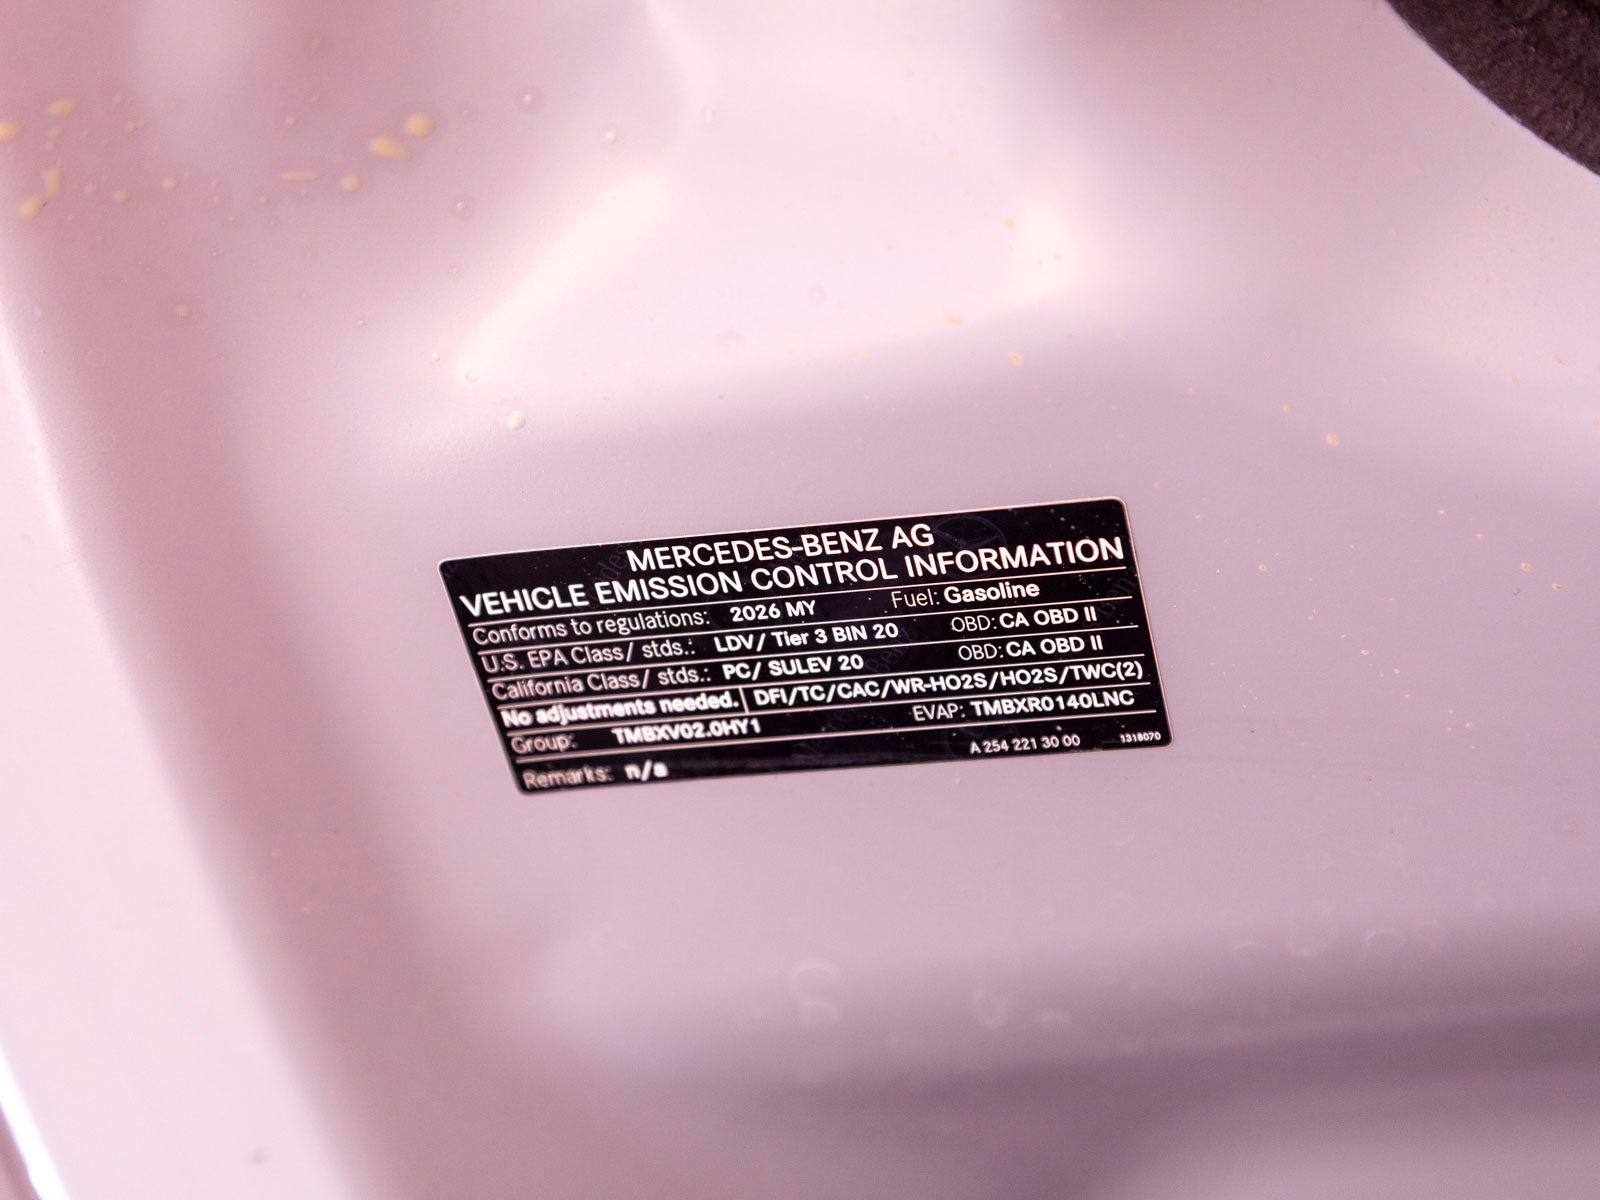 MERCEDES-BENZ AG
VEHICLE EMISSION CONTROL INFORMATION
Conforms to regulations: 2026 MY Fuel: Gasoline
U.S. EPA Class/ stds.: LDV/ Tier 3 BIN 20 OBD: CA OBD II
California Class/ stds.: PC/ SULEV 20 OBD: CA OBD II
No adjustments needed. DFI/TC/CAC/WR-HO2S/HO2S/TWC(2)
Group: TMBXV02.0HY1 EVAP: TMBXR0140LNC
Remarks: n/a A 254 221 30 00 1318070